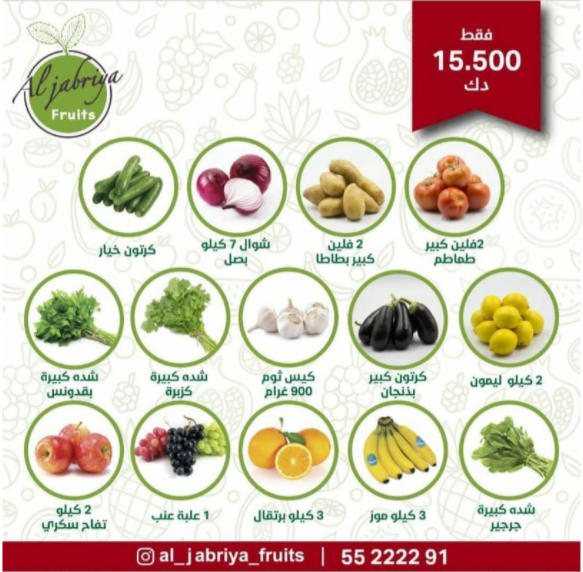 Al jabriya
Fruits
فقط
15.500
دك
2فلين كبير
طماطم
2 فلين
كبير بطاطا
شوال 7 كيلو
بصل
كرتون خيار
2 كيلو ليمون
كرتون كبير
بذنجان
كيس ثوم
900 غرام
شده كبيرة
كزبرة
شده كبيرة
بقدونس
شده كبيرة
جرجير
3 كيلو موز
3 كيلو برتقال
1 علبة عنب
2 كيلو
تفاح سكري
al_jabriya_fruits | 55 2222 91